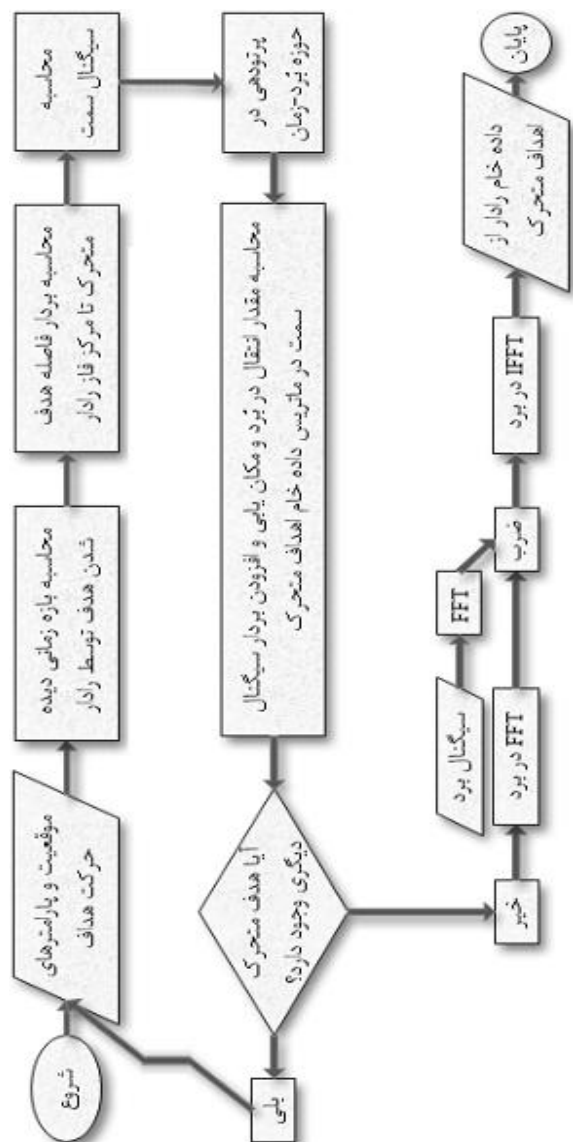 شروع
موقعیت و پارامترهای
حرکت هداف
محاسبه بازه زمانی دیده
شدن هدف توسط رادار
محاسبه بردار فاصله هدف
متحرک تا مرکز فاز رادار
محاسبه
سیگنال سمت
پرتودهی در
حوزه بُرد-زمان
محاسبه مقدار انتقال در بُرد و مکان یابی و افزودن بردار سیگنال
سمت در ماتریس داده خام اهداف متحرک
آیا هدف متحرک
دیگری وجود دارد؟
بلی
خیر
سیگنال برد
FFT
FFT در برد
ضرب
IFFT در برد
داده خام رادار از
اهداف متحرک
پایان